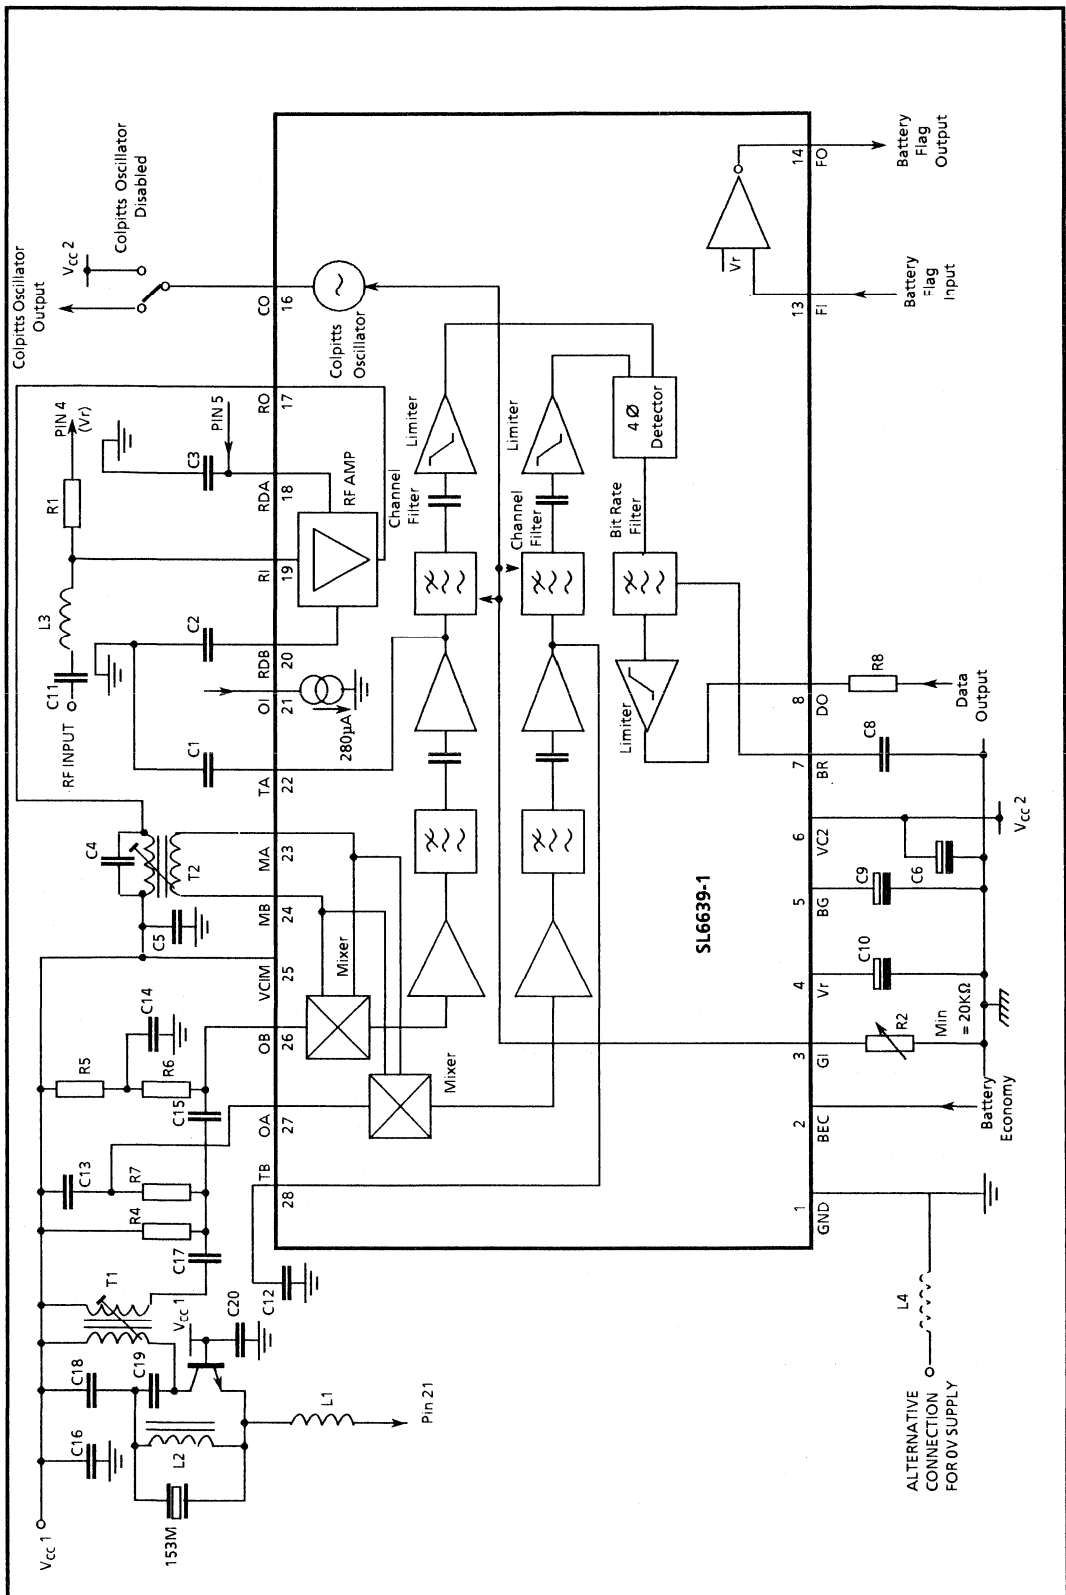 Colpitts Oscillator
Output
Vcc 2
Colpitts Oscillator
Disabled
PIN 4
(Vr)
R1
L3
C11
RF INPUT
C3
PIN 5
C2
C1
C4
T2
C5
C14
R5
R6
C15
C13
R7
R4
C17
T1
C18
C19
Vcc 1
C20
C12
C16
L2
L1
Pin 21
153M
Vcc 1
TB
28
OA
27
OB
26
VCIM
25
MB
24
MA
23
TA
22
OI
21
RDB
20
RI
19
RDA
18
RO
17
CO
16
280µA
RF AMP
Colpitts
Oscillator
Mixer
Mixer
Channel
Filter
Limiter
Channel
Filter
Limiter
4 Ø
Detector
Bit Rate
Filter
Limiter
Vr
SL6639-1
1
GND
2
BEC
3
GI
4
Vr
5
BG
6
VC2
7
BR
8
DO
13
FI
14
FO
L4
ALTERNATIVE
CONNECTION
FOR 0V SUPPLY
Battery
Economy
R2
Min
= 20KΩ
C10
C9
C6
Vcc 2
C8
R8
Data
Output
Battery
Flag
Input
Battery
Flag
Output